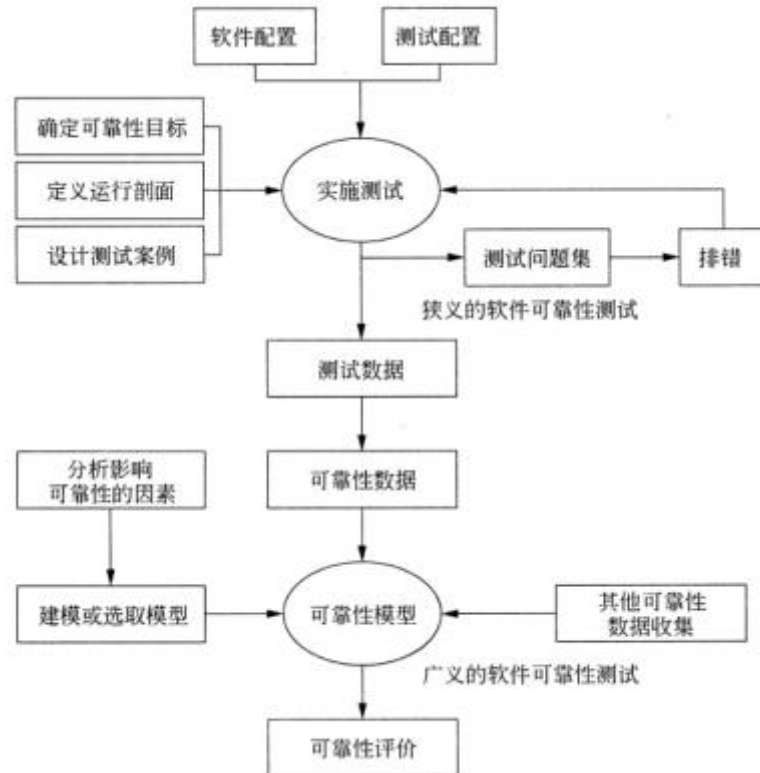 软件配置
测试配置
确定可靠性目标
定义运行剖面
设计测试案例
实施测试
测试问题集
排错
狭义的软件可靠性测试
测试数据
分析影响
可靠性的因素
可靠性数据
建模或选取模型
可靠性模型
其他可靠性
数据收集
广义的软件可靠性测试
可靠性评价